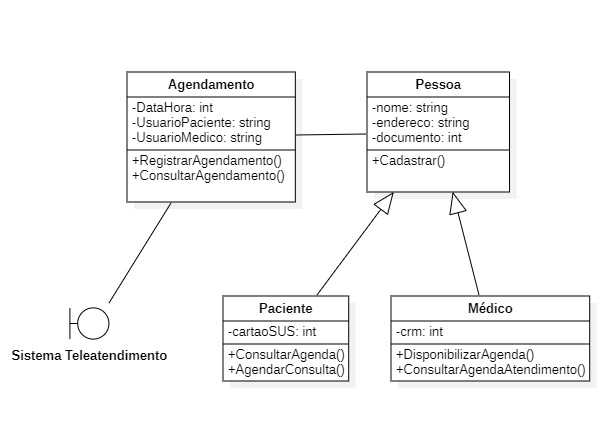 Agendamento
-DataHora: int
-UsuarioPaciente: string
-UsuarioMedico: string
+RegistrarAgendamento()
+ConsultarAgendamento()
Pessoa
-nome: string
-endereco: string
-documento: int
+Cadastrar()
Sistema Teleatendimento
Paciente
-cartaoSUS: int
+ConsultarAgenda()
+AgendarConsulta()
Médico
-crm: int
+DisponibilizarAgenda()
+ConsultarAgendaAtendimento()